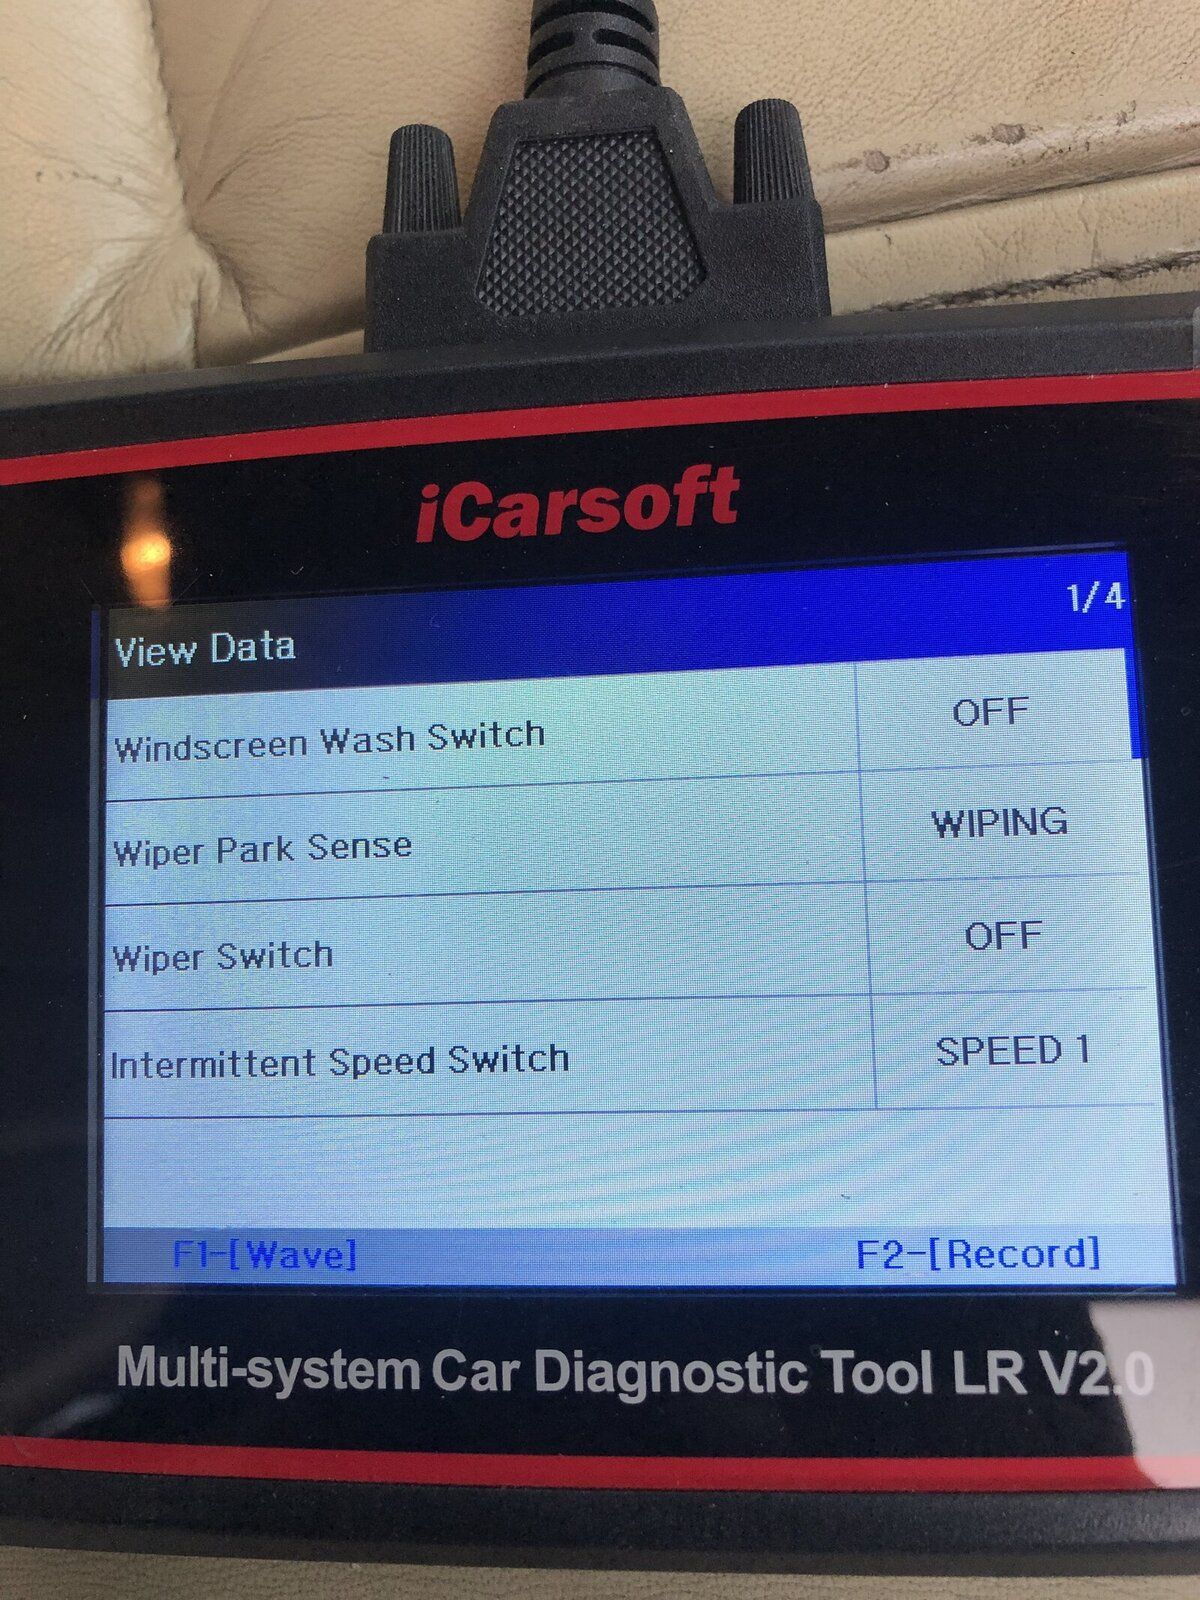 iCarsoft
1/4
View Data
Windscreen Wash Switch OFF
Wiper Park Sense WIPING
Wiper Switch OFF
Intermittent Speed Switch SPEED 1
F1-[Wave] F2-[Record]
Multi-system Car Diagnostic Tool LR V2.0